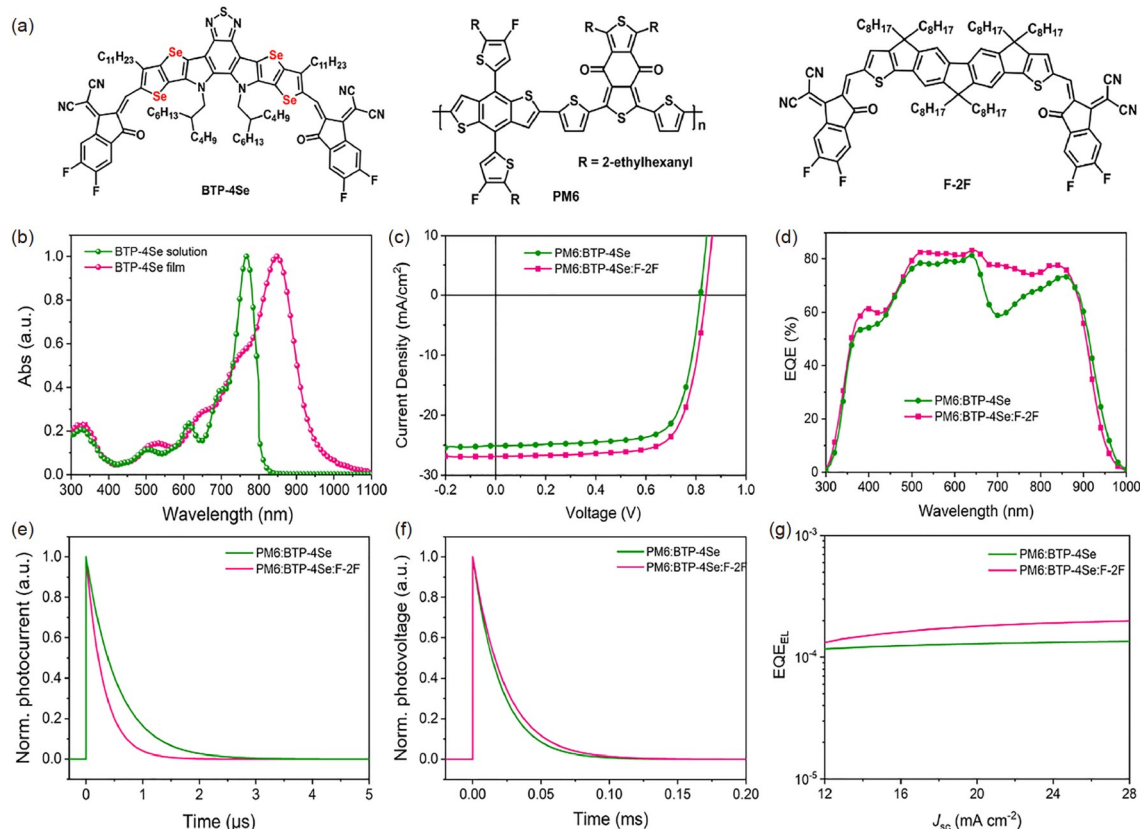 (a)
BTP-4Se
N S N
Se Se
Se Se
C₁₁H₂₃ C₁₁H₂₃
NC CN
NC CN
N N
O O
C₆H₁₃ C₄H₉
C₄H₉ C₆H₁₃
F F
F F
PM6
R F R R
S S
O O
S S S S S n
S
F R
R = 2-ethylhexanyl
F-2F
C₈H₁₇ C₈H₁₇ C₈H₁₇ C₈H₁₇
S S
C₈H₁₇ C₈H₁₇
NC CN
NC CN
O O
F F
F F
(b)
BTP-4Se solution
BTP-4Se film
Abs (a.u.)
1.0
0.8
0.6
0.4
0.2
0.0
300 400 500 600 700 800 900 1000 1100
Wavelength (nm)
(c)
PM6:BTP-4Se
PM6:BTP-4Se:F-2F
Current Density (mA/cm²)
10
0
-10
-20
-30
-0.2 0.0 0.2 0.4 0.6 0.8 1.0
Voltage (V)
(d)
EQE (%)
80
60
40
20
0
PM6:BTP-4Se
PM6:BTP-4Se:F-2F
300 400 500 600 700 800 900 1000
Wavelength (nm)
(e)
PM6:BTP-4Se
PM6:BTP-4Se:F-2F
Norm. photocurrent (a.u.)
1.0
0.8
0.6
0.4
0.2
0.0
0 1 2 3 4 5
Time (µs)
(f)
PM6:BTP-4Se
PM6:BTP-4Se:F-2F
Norm. photovoltage (a.u.)
1.0
0.8
0.6
0.4
0.2
0.0
0.00 0.05 0.10 0.15 0.20
Time (ms)
(g)
PM6:BTP-4Se
PM6:BTP-4Se:F-2F
EQE_EL
10⁻³
10⁻⁴
10⁻⁵
12 16 20 24 28
J_sc (mA cm⁻²)